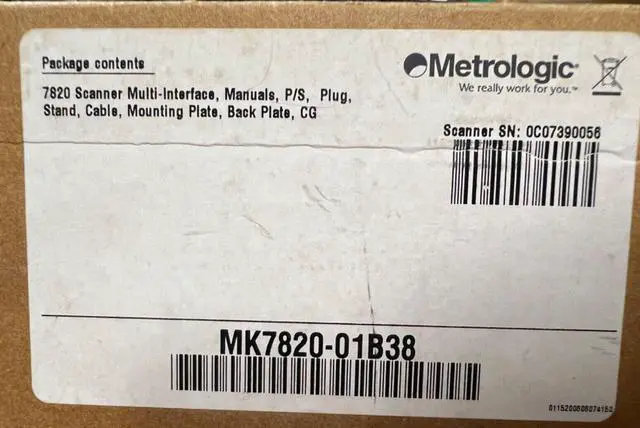 Package contents
7820 Scanner Multi-Interface, Manuals, P/S, Plug,
Stand, Cable, Mounting Plate, Back Plate, CG
Metrologic
We really work for you.™
Scanner SN: 0C07390056
MK7820-01B38